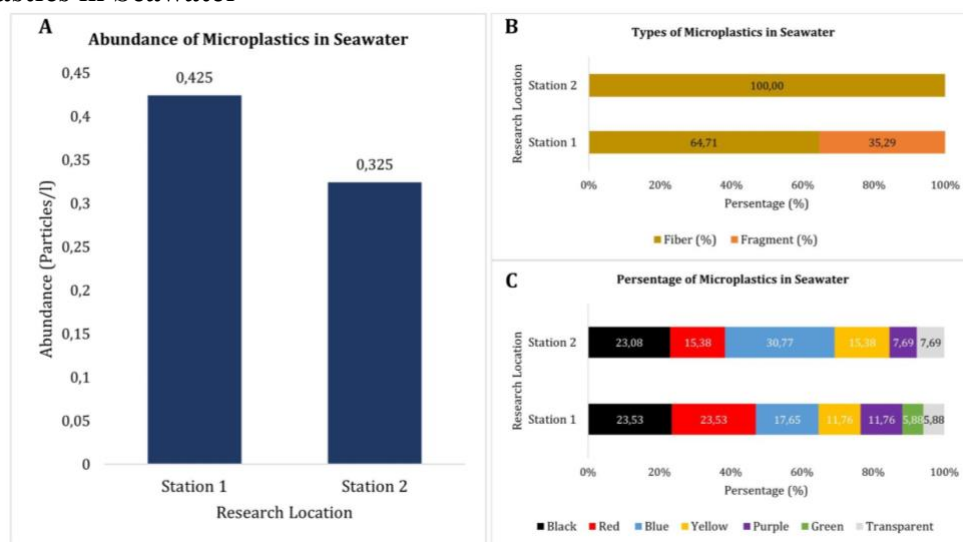 A
Abundance of Microplastics in Seawater
Abundance (Particles/l)
0,45
0,4
0,35
0,3
0,25
0,2
0,15
0,1
0,05
0
0,425
0,325
Station 1 Station 2
Research Location
B
Types of Microplastics in Seawater
Research Location
Station 2
100,00
Station 1
64,71 35,29
0% 20% 40% 60% 80% 100%
Persentage (%)
Fiber (%) Fragment (%)
C
Persentage of Microplastics in Seawater
Research Location
Station 2
23,08 15,38 30,77 15,38 7,69 7,69
Station 1
23,53 23,53 17,65 11,76 11,76 5,88 5,88
0% 20% 40% 60% 80% 100%
Persentage (%)
Black Red Blue Yellow Purple Green Transparent